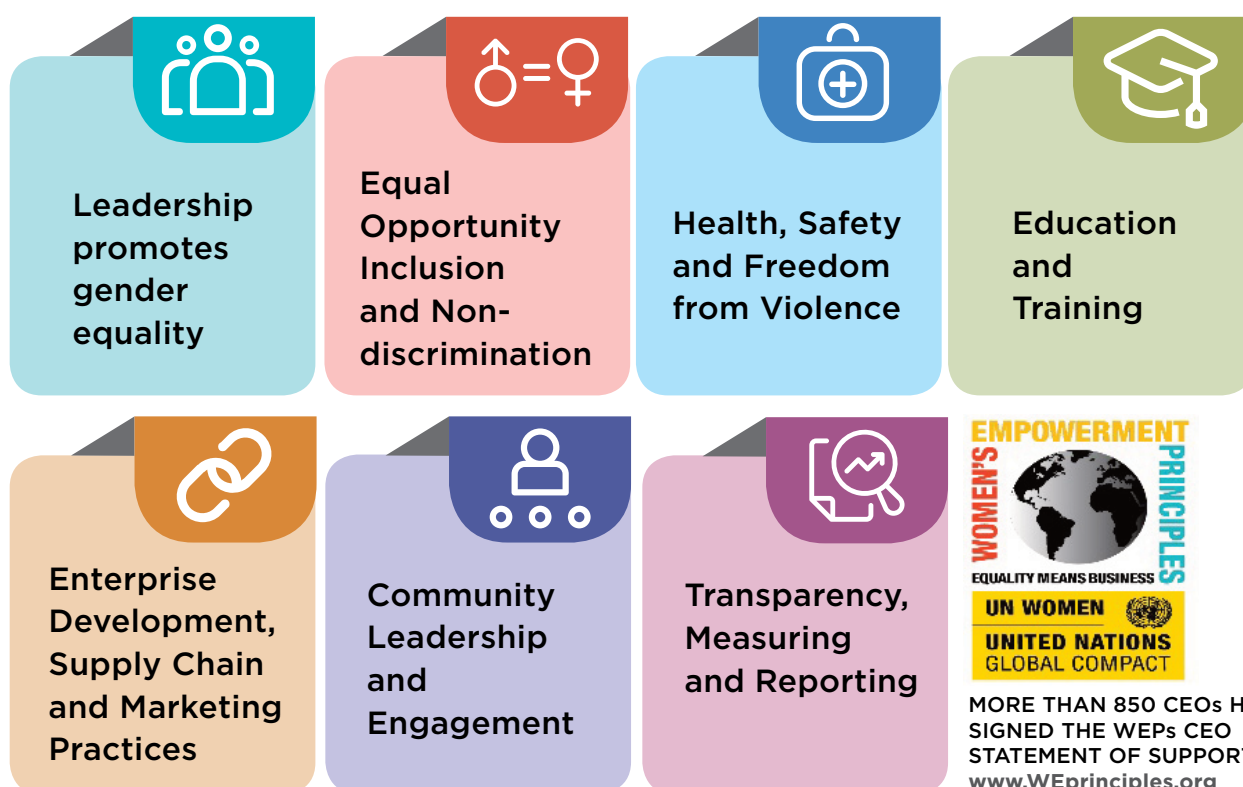 Leadership
promotes
gender
equality
Equal
Opportunity
Inclusion
and Non-
discrimination
Health, Safety
and Freedom
from Violence
Education
and
Training
Enterprise
Development,
Supply Chain
and Marketing
Practices
Community
Leadership
and
Engagement
Transparency,
Measuring
and Reporting
WOMEN'S
EMPOWERMENT
PRINCIPLES
EQUALITY MEANS BUSINESS
UN WOMEN
UNITED NATIONS
GLOBAL COMPACT
MORE THAN 850 CEOs H
SIGNED THE WEPs CEO
STATEMENT OF SUPPORT
www.WEprinciples.org